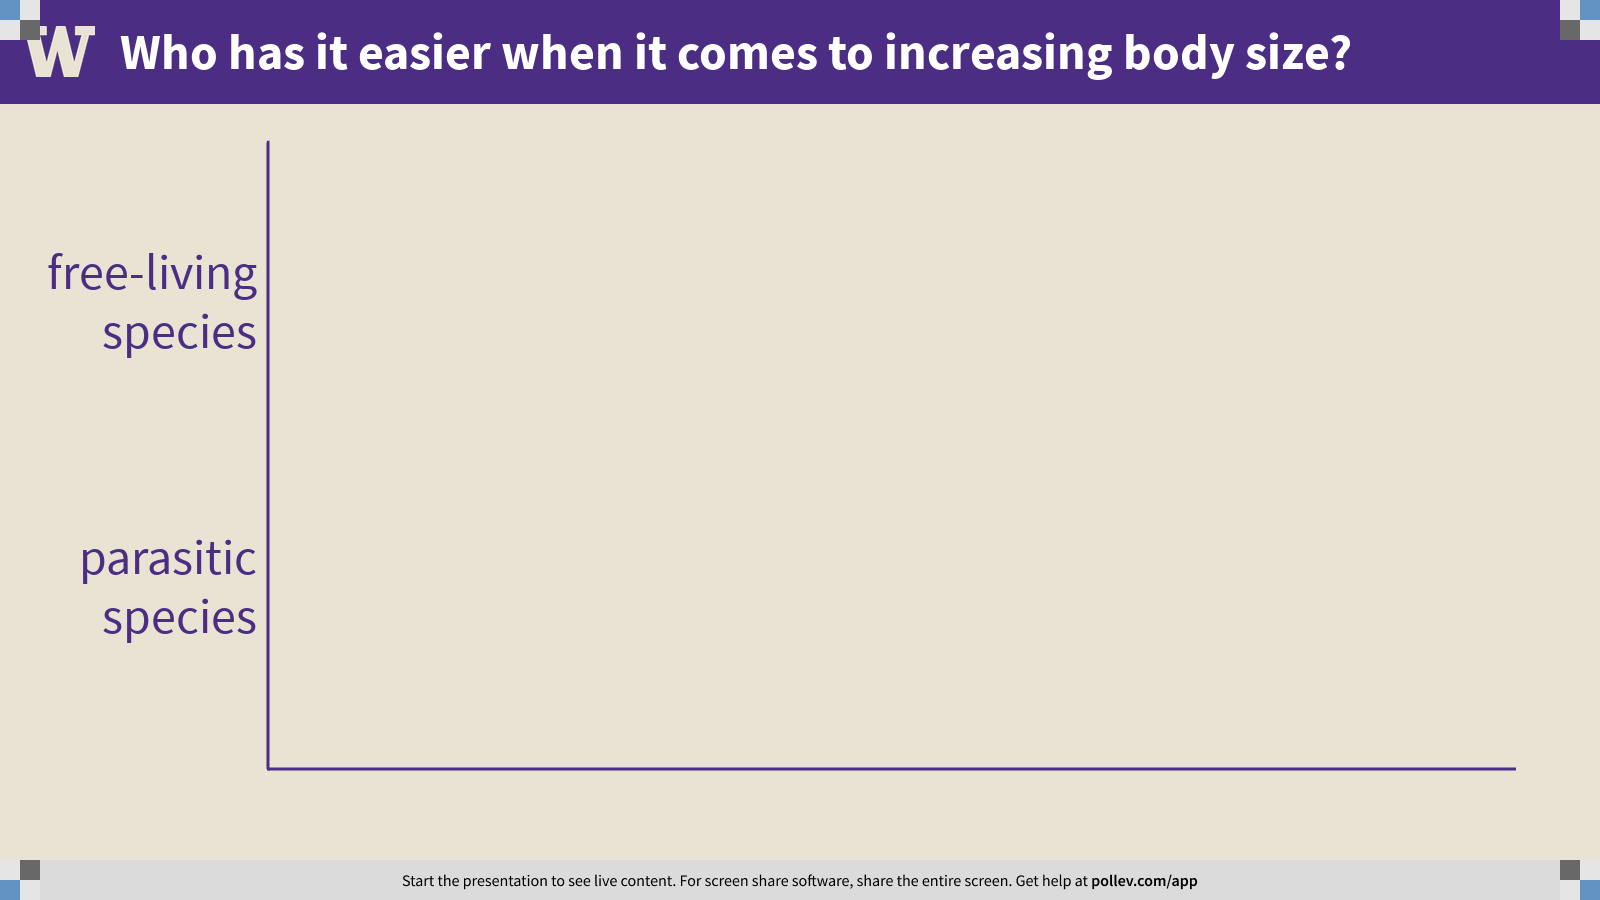 W
Who has it easier when it comes to increasing body size?
free-living
species
parasitic
species
Start the presentation to see live content. For screen share software, share the entire screen. Get help at pollev.com/app